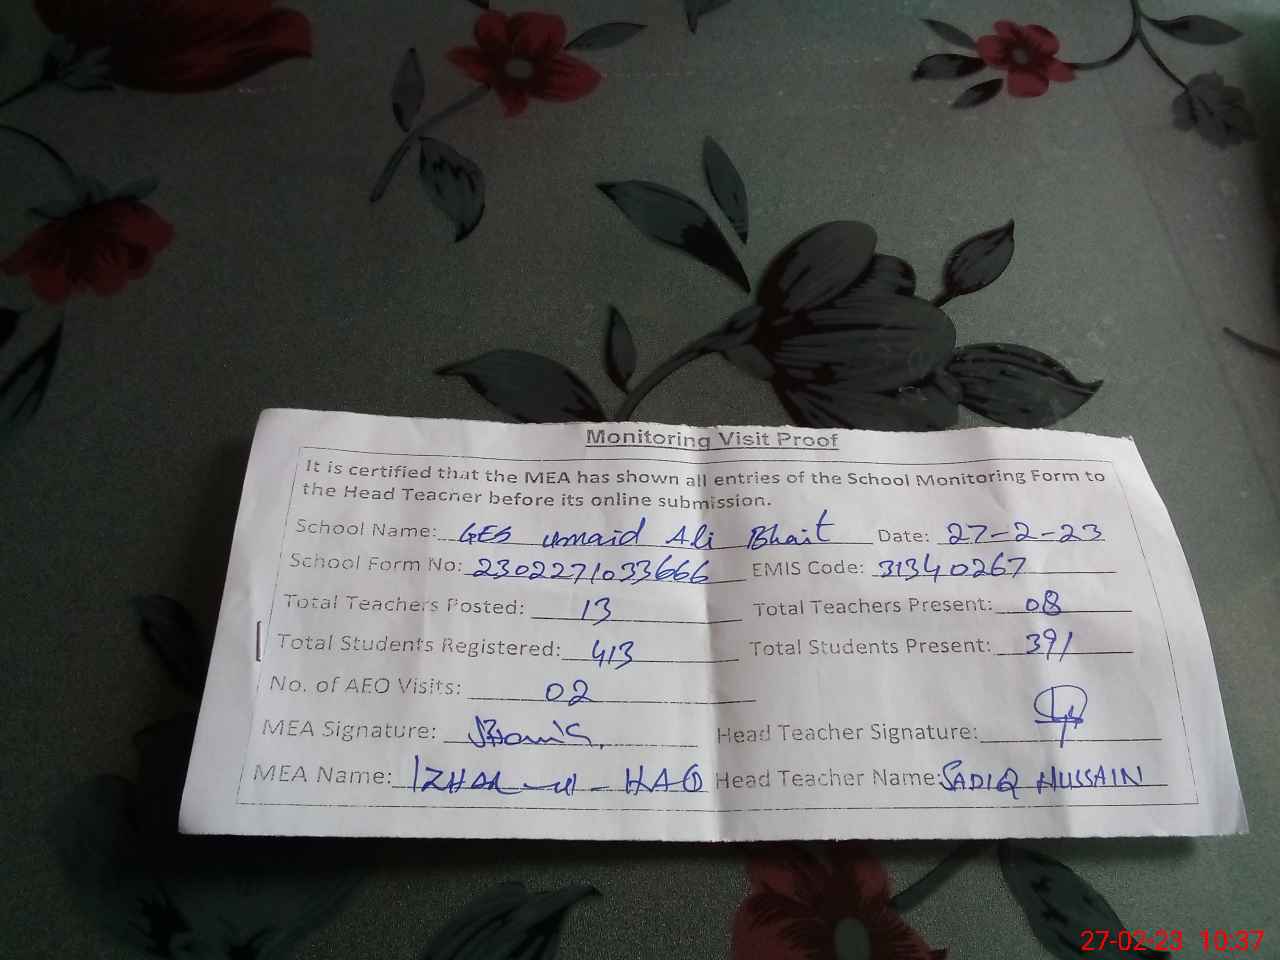 Monitoring Visit Proof
It is certified that the MEA has shown all entries of the School Monitoring Form to
the Head Teacher before its online submission.
School Name: GES Umaid Ali Bhait Date: 27-2-23
School Form No: 2302271033666 EMIS Code: 31340267
Total Teachers Posted: 13 Total Teachers Present: 08
Total Students Registered: 413 Total Students Present: 391
No. of AEO Visits: 02
MEA Signature: Head Teacher Signature:
MEA Name: IZHAR-ul-HAQ Head Teacher Name: SADIQ HUSSAIN
27-02-23 10:37